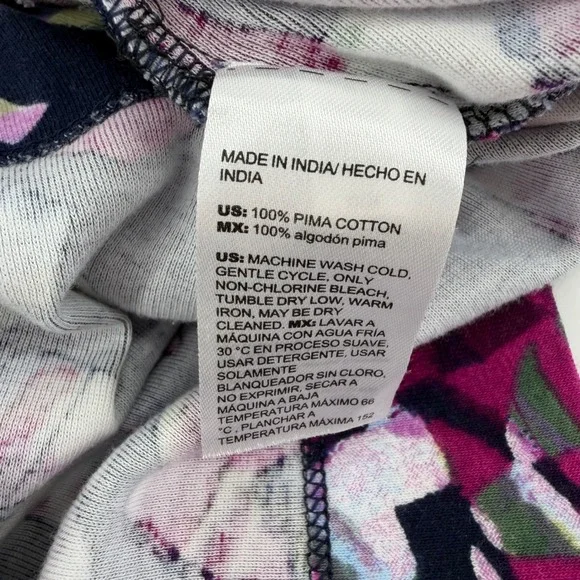 MADE IN INDIA/ HECHO EN
INDIA
US: 100% PIMA COTTON
MX: 100% algodón pima
US: MACHINE WASH COLD,
GENTLE CYCLE, ONLY
NON-CHLORINE BLEACH,
TUMBLE DRY LOW, WARM
IRON, MAY BE DRY
CLEANED. MX: LAVAR A
MÁQUINA CON AGUA FRÍA
30 °C EN PROCESO SUAVE,
USAR DETERGENTE, USAR
SOLAMENTE
BLANQUEADOR SIN CLORO,
NO EXPRIMIR, SECAR A
MÁQUINA A BAJA
TEMPERATURA MÁXIMO 66
°C , PLANCHAR A
TEMPERATURA MÁXIMA 152